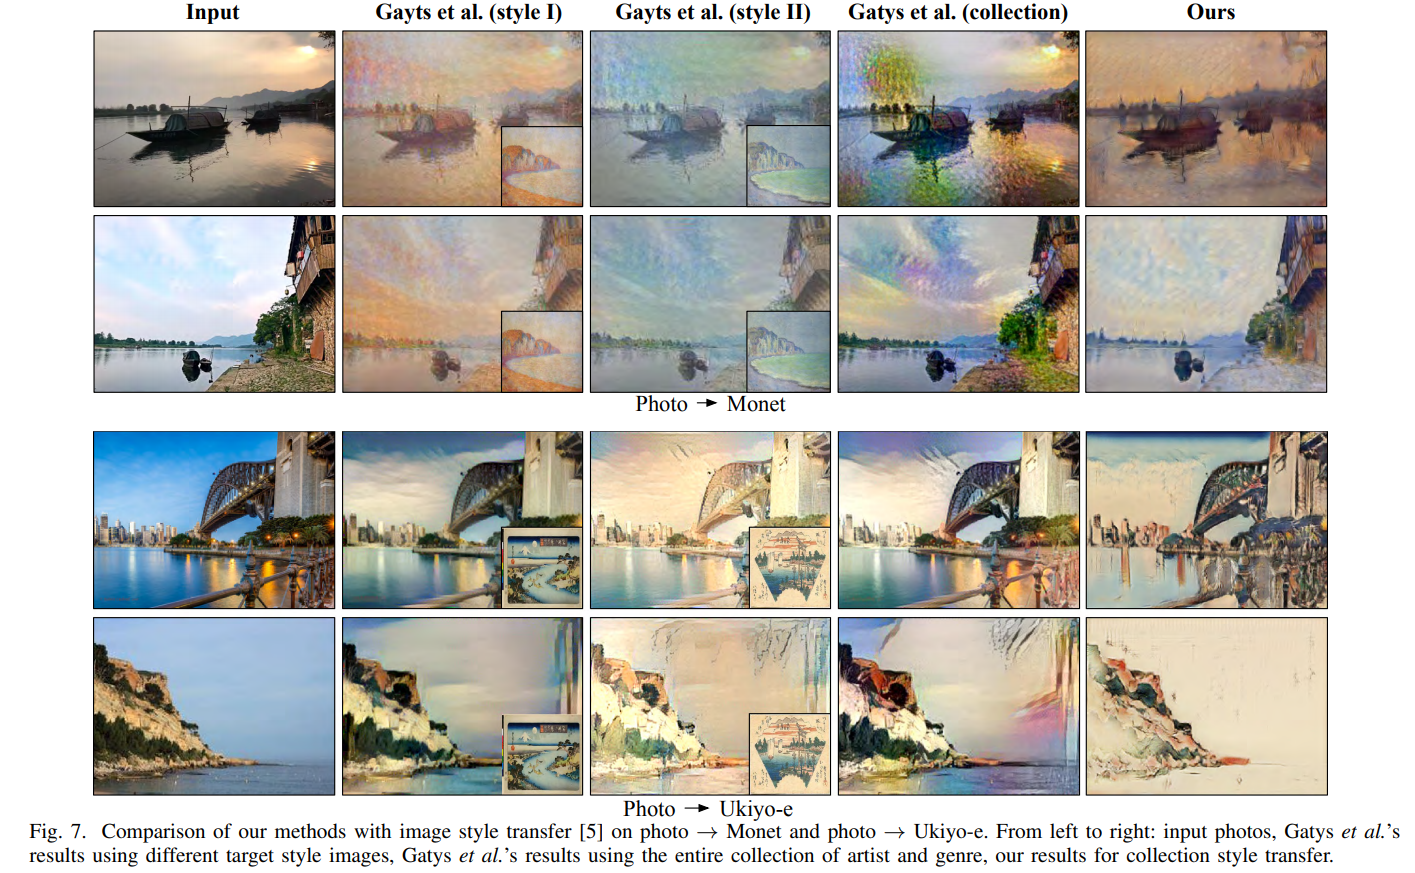 Input Gayts et al. (style I) Gayts et al. (style II) Gatys et al. (collection) Ours
Photo → Monet
Photo → Ukiyo-e
Fig. 7. Comparison of our methods with image style transfer [5] on photo → Monet and photo → Ukiyo-e. From left to right: input photos, Gatys et al.'s
results using different target style images, Gatys et al.'s results using the entire collection of artist and genre, our results for collection style transfer.